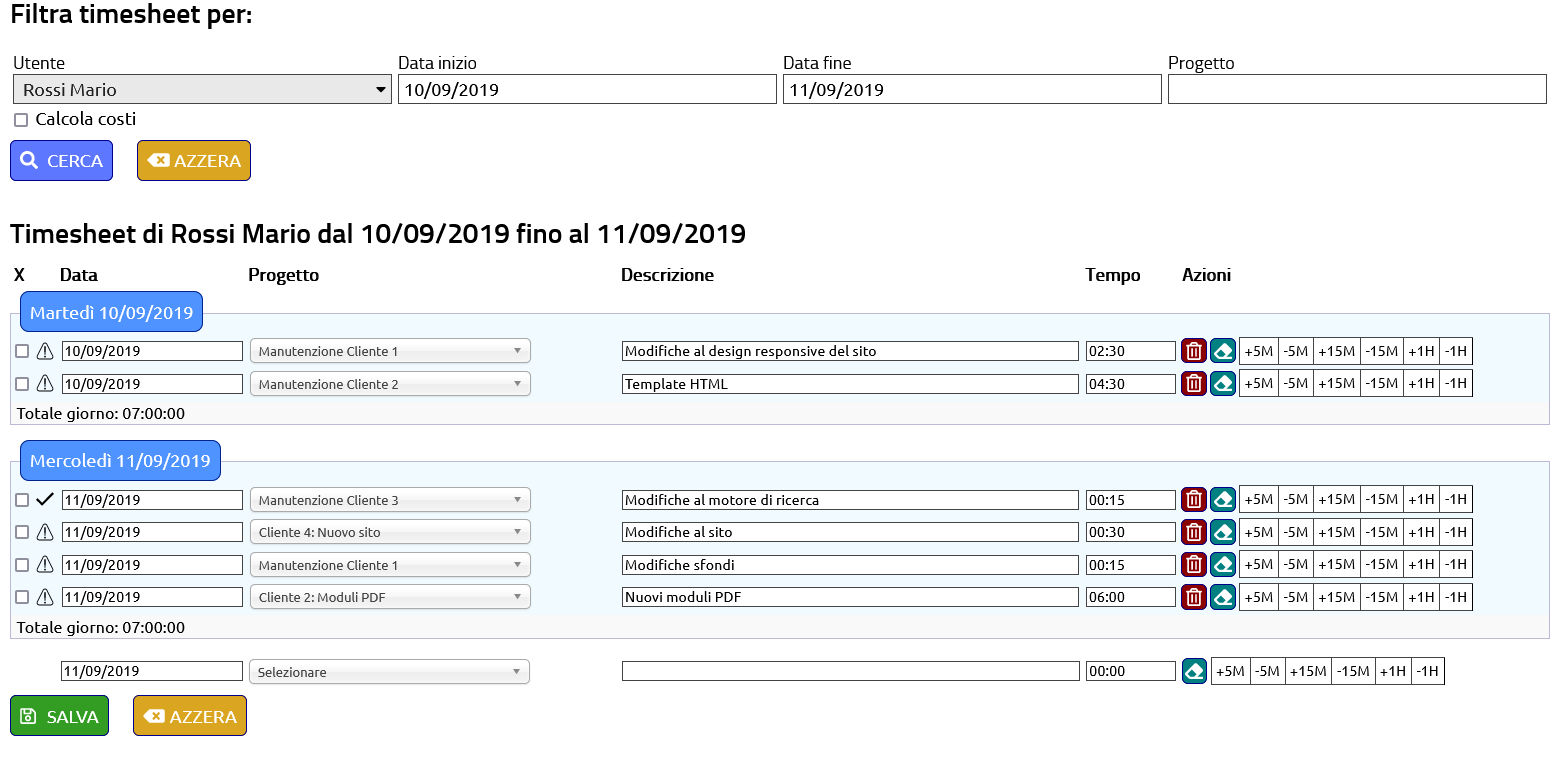 Filtra timesheet per:
Utente Data inizio Data fine Progetto
Rossi Mario 10/09/2019 11/09/2019
Calcola costi
CERCA AZZERA
Timesheet di Rossi Mario dal 10/09/2019 fino al 11/09/2019
X Data Progetto Descrizione Tempo Azioni
Martedì 10/09/2019
10/09/2019 Manutenzione Cliente 1 Modifiche al design responsive del sito 02:30 +5M -5M +15M -15M +1H -1H
10/09/2019 Manutenzione Cliente 2 Template HTML 04:30 +5M -5M +15M -15M +1H -1H
Totale giorno: 07:00:00
Mercoledì 11/09/2019
11/09/2019 Manutenzione Cliente 3 Modifiche al motore di ricerca 00:15 +5M -5M +15M -15M +1H -1H
11/09/2019 Cliente 4: Nuovo sito Modifiche al sito 00:30 +5M -5M +15M -15M +1H -1H
11/09/2019 Manutenzione Cliente 1 Modifiche sfondi 00:15 +5M -5M +15M -15M +1H -1H
11/09/2019 Cliente 2: Moduli PDF Nuovi moduli PDF 06:00 +5M -5M +15M -15M +1H -1H
Totale giorno: 07:00:00
11/09/2019 Selezionare 00:00 +5M -5M +15M -15M +1H -1H
SALVA AZZERA